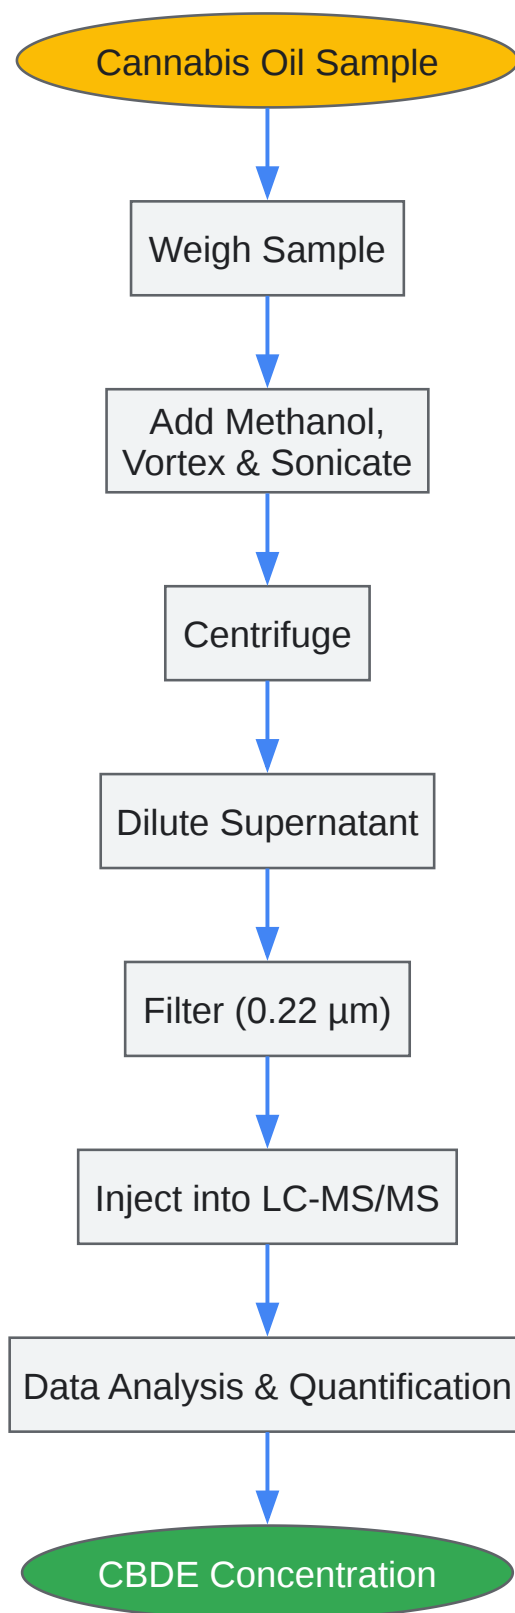 Cannabis Oil Sample
Weigh Sample
Add Methanol,
Vortex & Sonicate
Centrifuge
Dilute Supernatant
Filter (0.22 µm)
Inject into LC-MS/MS
Data Analysis & Quantification
CBDE Concentration